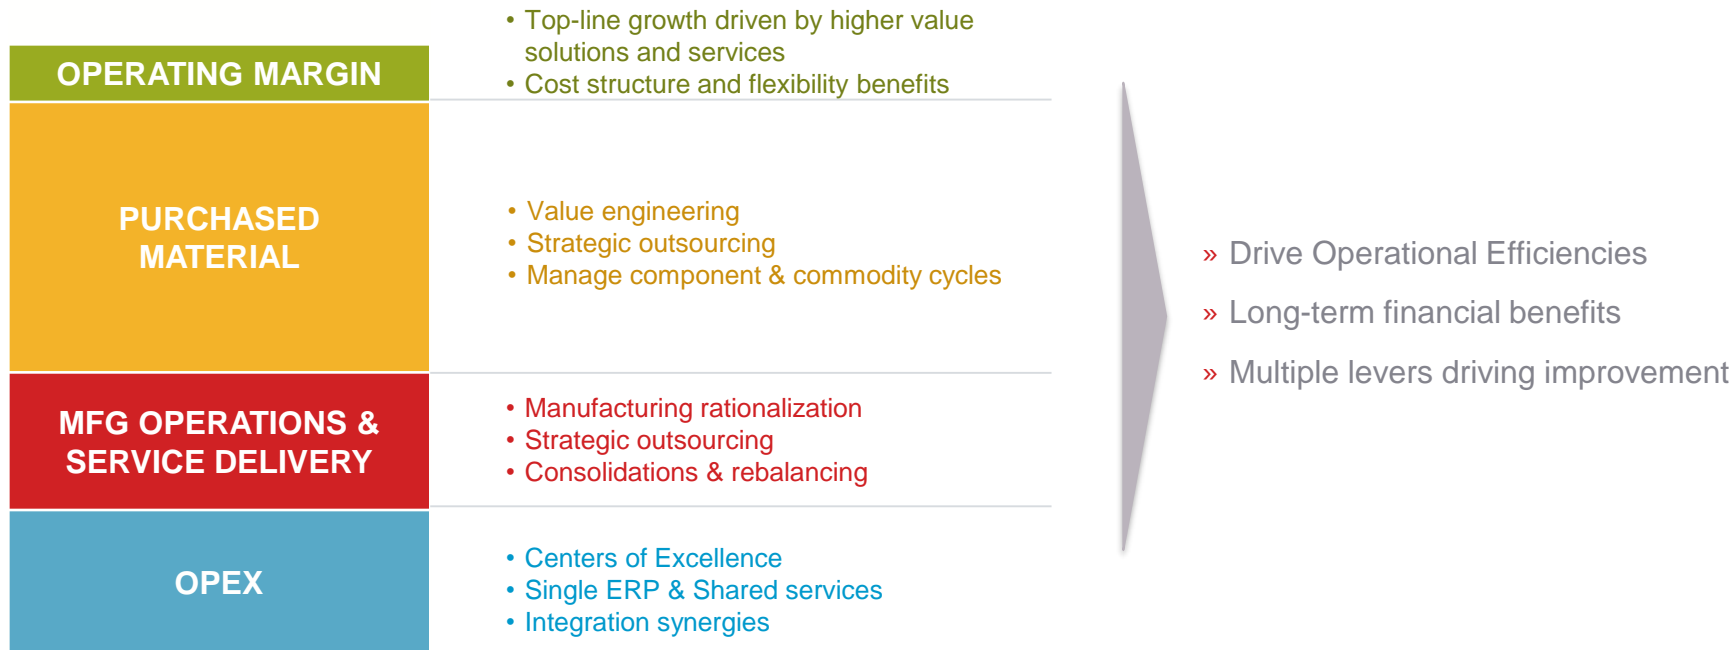 • Top-line growth driven by higher value
solutions and services
• Cost structure and flexibility benefits
OPERATING MARGIN
PURCHASED
MATERIAL
• Value engineering
• Strategic outsourcing
• Manage component & commodity cycles
MFG OPERATIONS &
SERVICE DELIVERY
• Manufacturing rationalization
• Strategic outsourcing
• Consolidations & rebalancing
OPEX
• Centers of Excellence
• Single ERP & Shared services
• Integration synergies
» Drive Operational Efficiencies
» Long-term financial benefits
» Multiple levers driving improvement